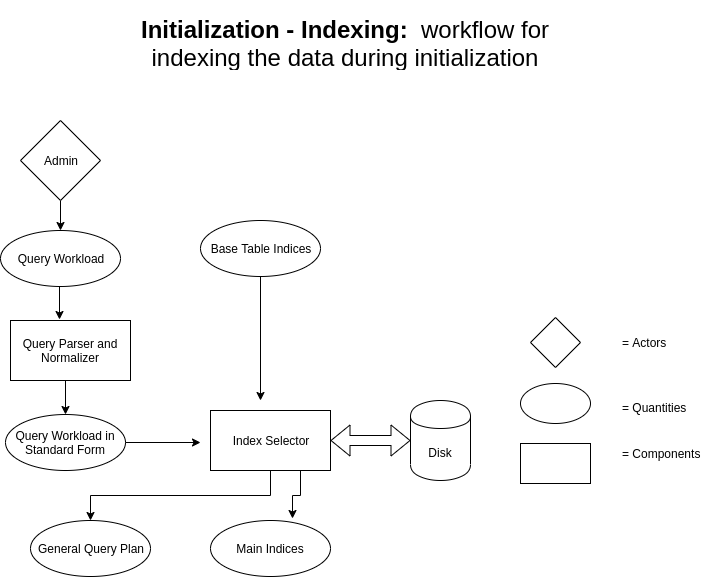 Initialization - Indexing:  workflow for
indexing the data during initialization
Admin
Query Workload
Base Table Indices
Query Parser and
Normalizer
= Actors
Query Workload in
Standard Form
Index Selector
Disk
= Quantities
= Components
General Query Plan
Main Indices